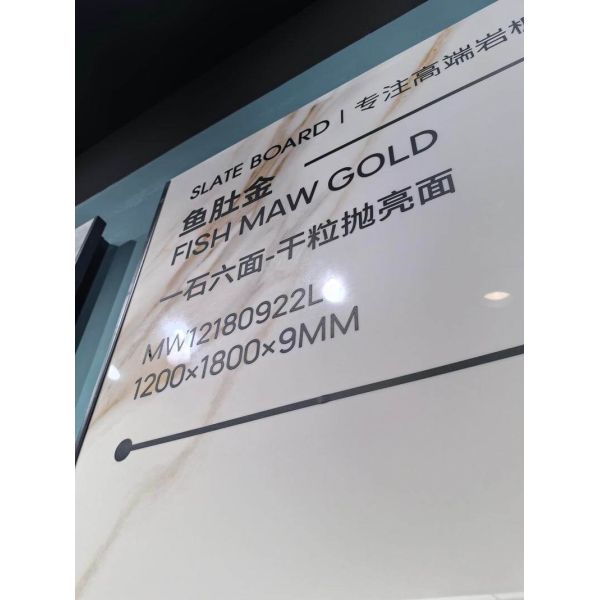 SLATE BOARD | 专注高端岩板
鱼肚金
FISH MAW GOLD
一石六面-干粒抛亮面
MW12180922L
1200×1800×9MM